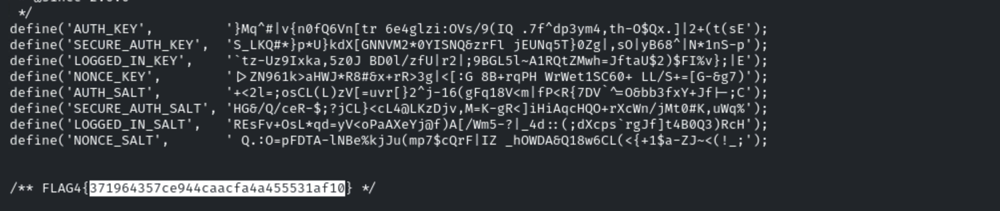 */
define('AUTH_KEY',         '}Mq^#|v{n0fQ6Vn[tr 6e4glzi:OVs/9(IQ .7f^dp3ym4,th-O$Qx.]|2+(t(sE');
define('SECURE_AUTH_KEY',  'S_LKQ#*}p*U}kdX[GNNVM2*0YISNQ&zrFl jEUNq5T}0Zg|,sO|yB68^|N*1nS-p');
define('LOGGED_IN_KEY',    '`tz-Uz9Ixka,5z0J BD0l/zfU|r2|;9BGL5l~A1RQtZMwh=JftaU$2)$FI%v};|E');
define('NONCE_KEY',        '|>ZN961k>aHWJ*R8#&x+rR>3g|<[:G 8B+rqPH WrWet1SC60+ LL/S+=[G-&g7)');
define('AUTH_SALT',        '+<2l=;osCL(L)zV[=uvr[}2^j-16(gFq18V<m|fP<R{7DV`^=O&bb3fxY+Jf|-;C');
define('SECURE_AUTH_SALT', 'HG&/Q/ceR-$;?jCL}<cL4@LKzDjv,M=K-gR<]iHiAqcHQO+rXcWn/jMt0#K,uWq%');
define('LOGGED_IN_SALT',   'REsFv+OsL*qd=yV<oPaAXeYj@f)A[/Wm5-?|_4d::(;dXcps`rgJf]t4B0Q3)RcH');
define('NONCE_SALT',       ' Q.:O=pFDTA-lNBe%kjJu(mp7$cQrF|IZ _hOWDA&Q18w6CL(<{+1$a-ZJ~<(!_;');
/** FLAG4{371964357ce944caacfa4a455531af10} */